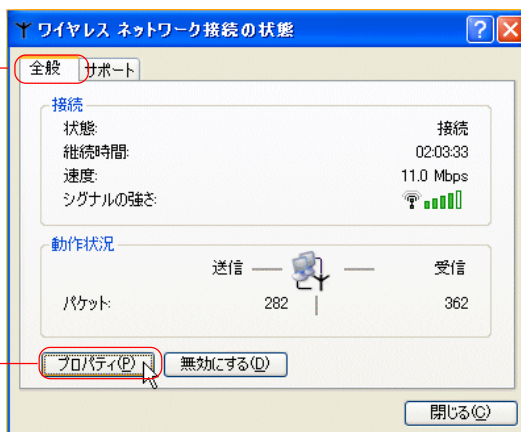 ワイヤレス ネットワーク接続の状態
全般 サポート
接続
状態: 接続
継続時間: 02:03:33
速度: 11.0 Mbps
シグナルの強さ:
動作状況
送信 受信
パケット: 282 362
プロパティ(P) 無効にする(D)
閉じる(C)